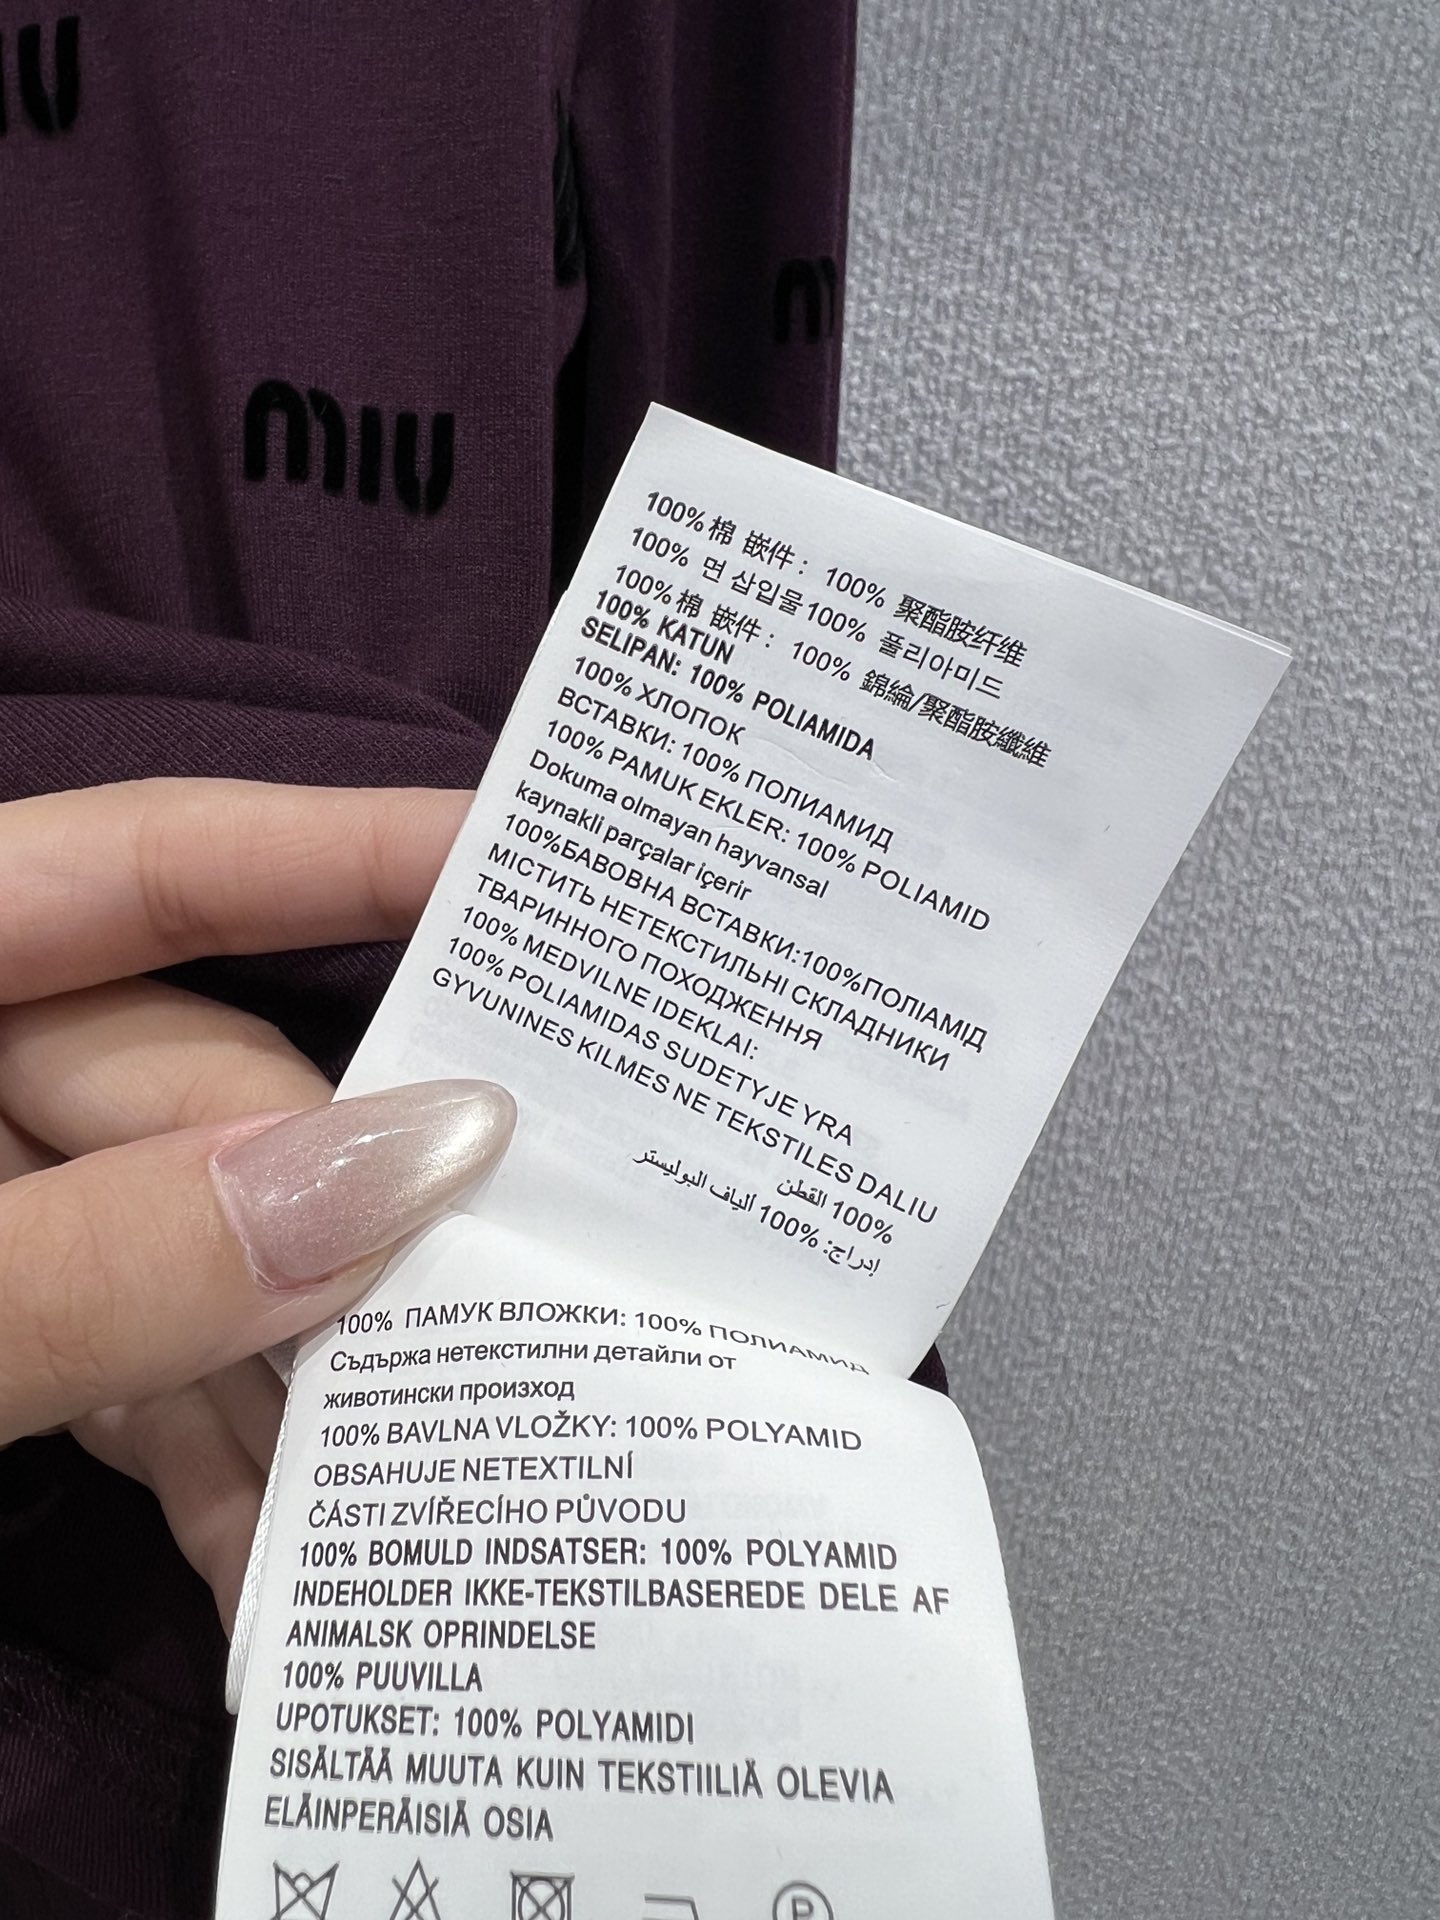 MIU
MIU
100% 棉 嵌件： 100% 聚酯胺纤维
100% 면 삽입물100% 폴리아미드
100% 棉 嵌件： 100% 錦綸/聚酯胺纖維
100% KATUN
SELIPAN: 100% POLIAMIDA
100% ХЛОПОК
ВСТАВКИ: 100% ПОЛИАМИД
100% PAMUK EKLER: 100% POLIAMID
Dokuma olmayan hayvansal
kaynakli parçalar içerir
100%БАВОВНА ВСТАВКИ:100%ПОЛІАМІД
МІСТИТЬ НЕТЕКСТИЛЬНІ СКЛАДНИКИ
ТВАРИННОГО ПОХОДЖЕННЯ
100% MEDVILNE IDEKLAI:
100% POLIAMIDAS SUDETYJE YRA
GYVUNINES KILMES NE TEKSTILES DALIU
100% القطن
إدراج: 100% ألياف البوليستر
100% ПАМУК ВЛОЖКИ: 100% ПОЛИАМИД
Съдържа нетекстилни детайли от
животински произход
100% BAVLNA VLOŽKY: 100% POLYAMID
OBSAHUJE NETEXTILNÍ
ČÁSTI ZVÍŘECÍHO PŮVODU
100% BOMULD INDSATSER: 100% POLYAMID
INDEHOLDER IKKE-TEKSTILBASEREDE DELE AF
ANIMALSK OPRINDELSE
100% PUUVILLA
UPOTUKSET: 100% POLYAMIDI
SISÄLTÄÄ MUUTA KUIN TEKSTIILIÄ OLEVIA
ELÄINPERÄISIÄ OSIA
P